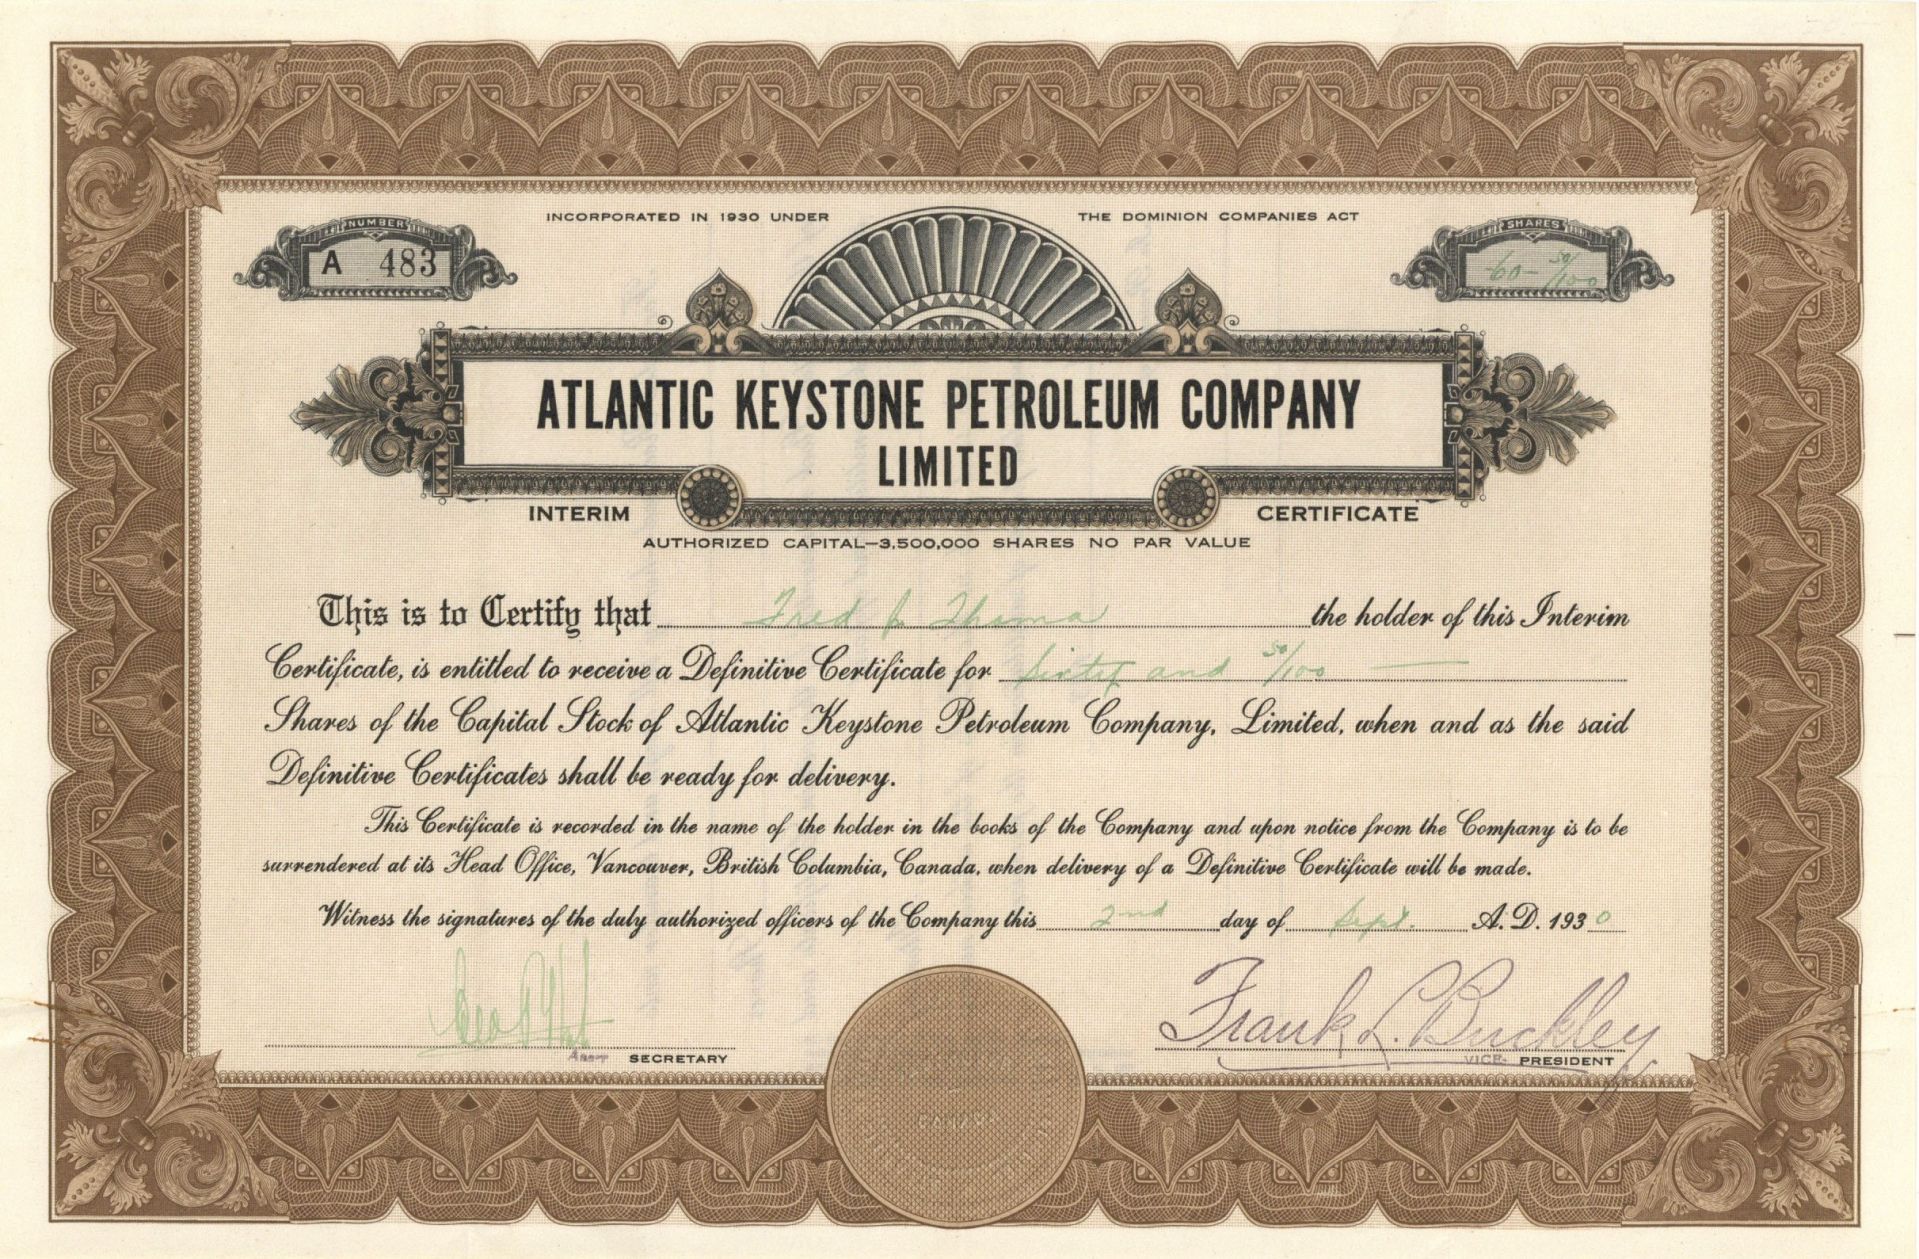 INCORPORATED IN 1930 UNDER THE DOMINION COMPANIES ACT
NUMBER
A 483
SHARES
60 - 50/100
ATLANTIC KEYSTONE PETROLEUM COMPANY
LIMITED
INTERIM CERTIFICATE
AUTHORIZED CAPITAL—3,500,000 SHARES NO PAR VALUE
This is to Certify that Fred J. Thoma the holder of this Interim
Certificate, is entitled to receive a Definitive Certificate for Sixty and 50/100
Shares of the Capital Stock of Atlantic Keystone Petroleum Company, Limited, when and as the said
Definitive Certificates shall be ready for delivery.
This Certificate is recorded in the name of the holder in the books of the Company and upon notice from the Company is to be
surrendered at its Head Office, Vancouver, British Columbia, Canada, when delivery of a Definitive Certificate will be made.
Witness the signatures of the duly authorized officers of the Company this 2nd day of Sept. A. D. 1930
Geo
Frank L. Buckley
ASST SECRETARY
VICE- PRESIDENT